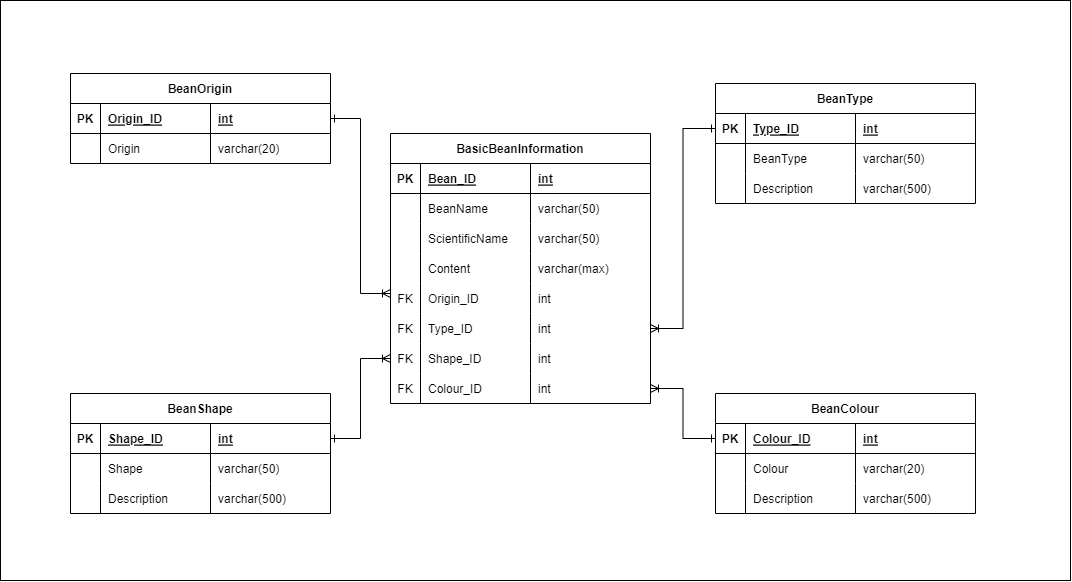 BeanOrigin
PK Origin_ID int
Origin varchar(20)
BeanType
PK Type_ID int
BeanType varchar(50)
Description varchar(500)
BasicBeanInformation
PK Bean_ID int
BeanName varchar(50)
ScientificName varchar(50)
Content varchar(max)
FK Origin_ID int
FK Type_ID int
FK Shape_ID int
FK Colour_ID int
BeanShape
PK Shape_ID int
Shape varchar(50)
Description varchar(500)
BeanColour
PK Colour_ID int
Colour varchar(20)
Description varchar(500)